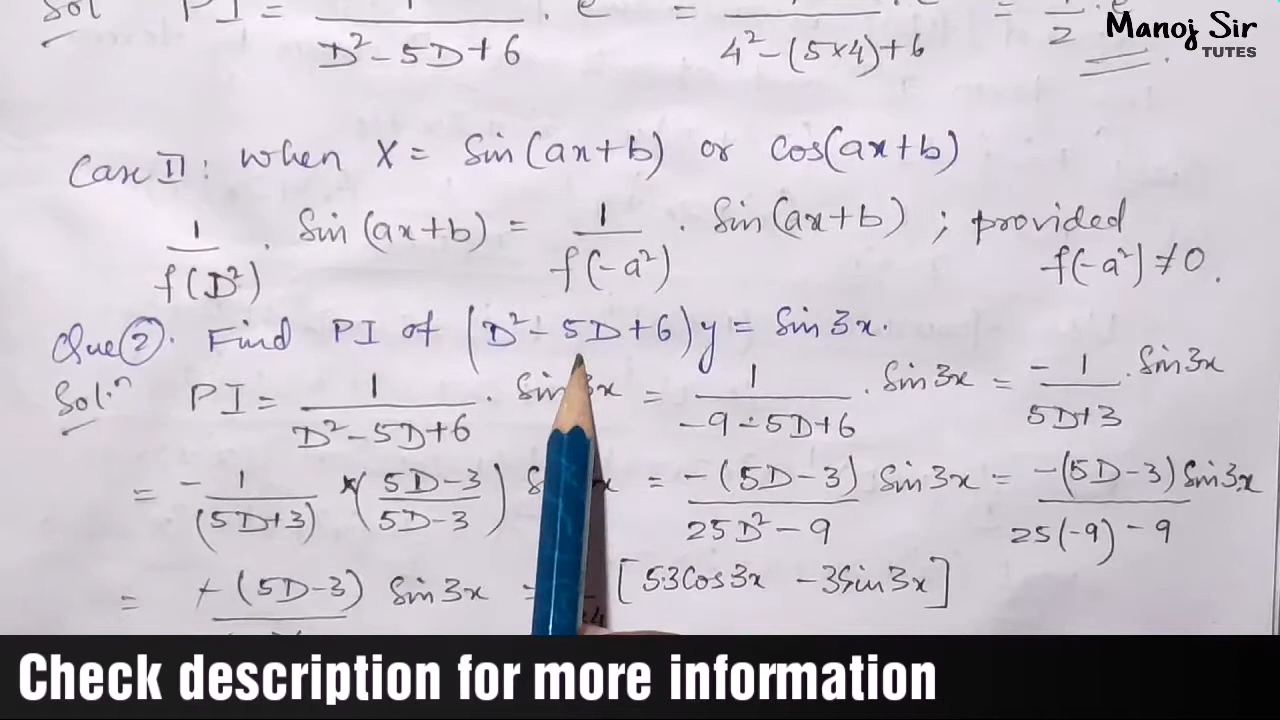 Sol PI = 1/(D² - 5D + 6) . e = 1/(4² - (5×4) + 6) . e = 1/2 . e
Manoj Sir
TUTES
Case II : when X = Sin(ax+b) or cos(ax+b)
1/f(D²) . Sin(ax+b) = 1/f(-a²) . Sin(ax+b) ; provided
f(-a²) ≠ 0.
Que ②. Find PI of (D² - 5D + 6)y = Sin3x.
Solⁿ. PI = 1/(D² - 5D + 6) . Sin3x = 1/(-9 - 5D + 6) . Sin3x = - 1/(5D + 3) . Sin3x
= - 1/(5D+3) × ((5D - 3)/(5D - 3)) = -(5D - 3)/(25D² - 9) Sin3x = -(5D - 3)Sin3x/(25(-9) - 9)
= +(5D - 3) Sin3x = [5.3Cos3x - 3Sin3x]
Check description for more information